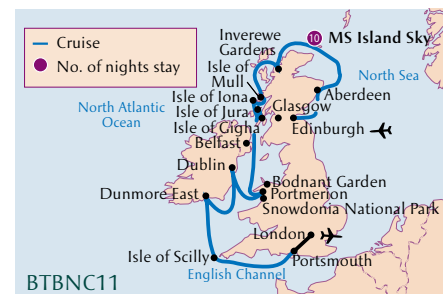 Cruise
No. of nights stay
10 MS Island Sky
Inverewe
Gardens
Isle of
Mull
North Sea
Aberdeen
North Atlantic
Ocean
Isle of Iona
Isle of Jura
Glasgow
Isle of Gigha
Edinburgh
Belfast
Dublin
Bodnant Garden
Dunmore East
Portmerion
Snowdonia National Park
London
Isle of Scilly
Portsmouth
English Channel
BTBNC11